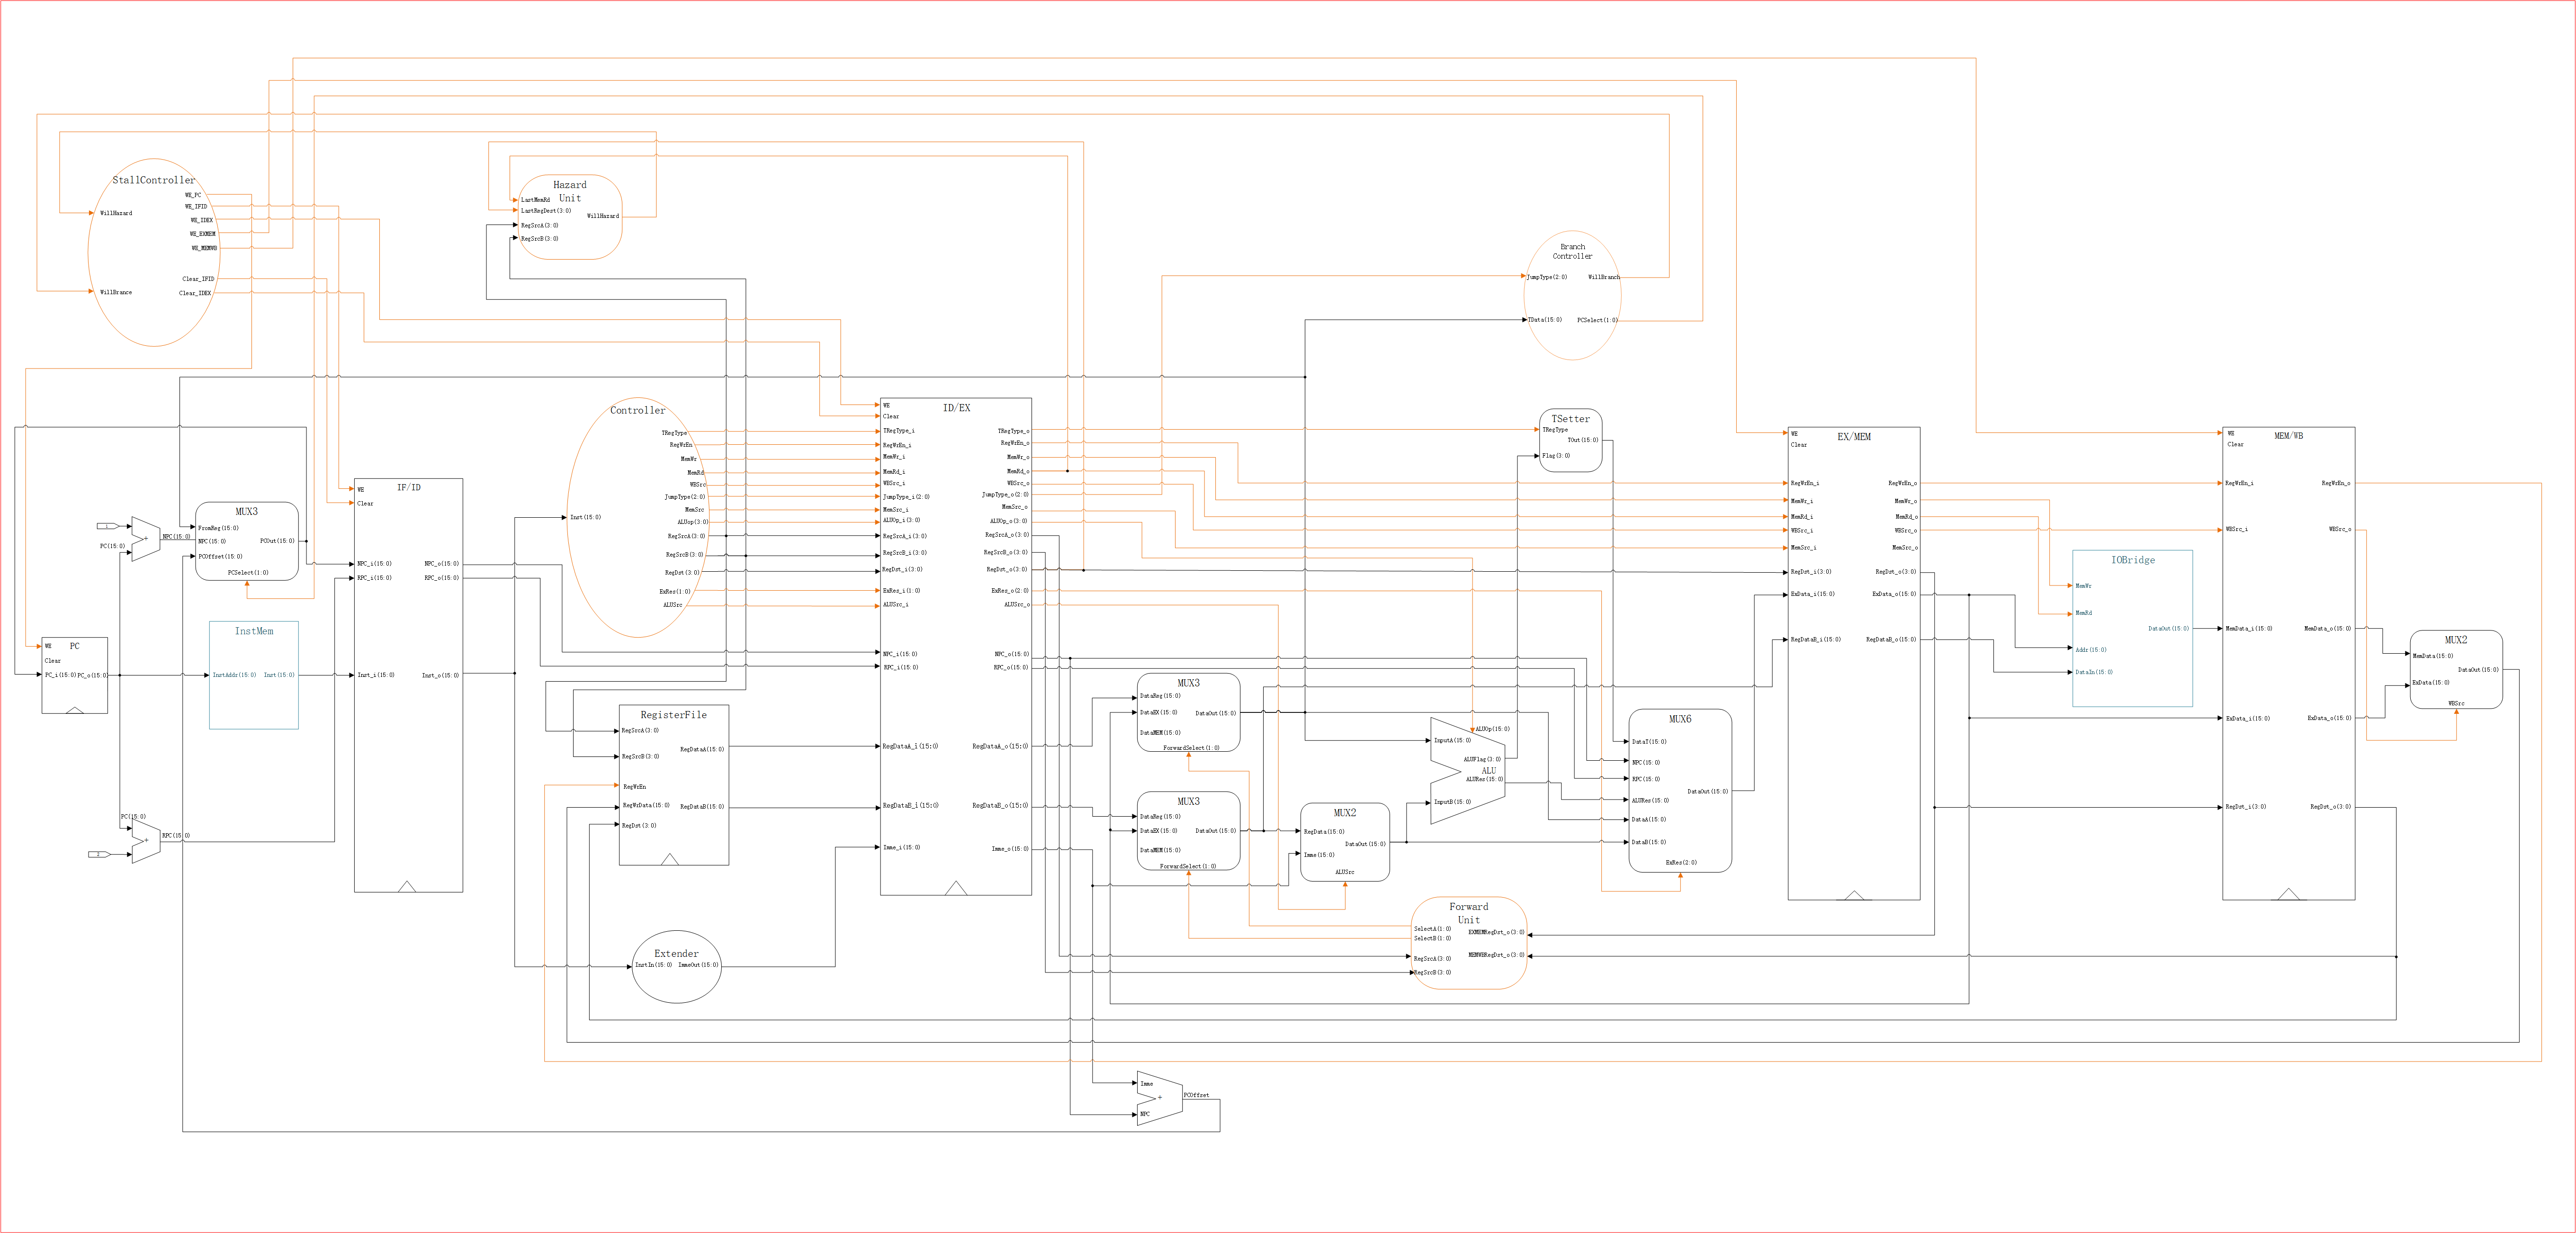 StallController
WE_PC
WE_IFID
WE_IDEX
WE_EXMEM
WE_MEMWB
WillHazard
Clear_IFID
Clear_IDEX
WillBrance
Hazard
Unit
LastMemRd
LastRegDest(3:0)
WillHazard
RegSrcA(3:0)
RegSrcB(3:0)
Branch
Controller
JumpType(2:0)
WillBranch
TData(15:0)
PCSelect(1:0)
PC(15:0)
NPC(15:0)
MUX3
FromReg(15:0)
NPC(15:0)
PCOut(15:0)
PCOffset(15:0)
PCSelect(1:0)
PC
WE
Clear
PC_i(15:0)
PC_o(15:0)
InstMem
InstAddr(15:0)
Inst(15:0)
PC(15:0)
RPC(15:0)
IF/ID
WE
Clear
NPC_i(15:0)
NPC_o(15:0)
RPC_i(15:0)
RPC_o(15:0)
Inst_i(15:0)
Inst_o(15:0)
Controller
TRegType
RegWrEn
MemWr
MemRd
WBSrc
JumpType(2:0)
MemSrc
Inst(15:0)
ALUop(3:0)
RegSrcA(3:0)
RegSrcB(3:0)
RegDst(3:0)
ExRes(1:0)
ALUSrc
RegisterFile
RegSrcA(3:0)
RegDataA(15:0)
RegSrcB(3:0)
RegWrEn
RegWrData(15:0)
RegDataB(15:0)
RegDst(3:0)
Extender
InstIn(15:0)
ImmeOut(15:0)
ID/EX
WE
Clear
TRegType_i
TRegType_o
RegWrEn_i
RegWrEn_o
MemWr_i
MemWr_o
MemRd_i
MemRd_o
WBSrc_i
WBSrc_o
JumpType_i(2:0)
JumpType_o(2:0)
MemSrc_i
MemSrc_o
ALUOp_i(3:0)
ALUOp_o(3:0)
RegSrcA_i(3:0)
RegSrcA_o(3:0)
RegSrcB_i(3:0)
RegSrcB_o(3:0)
RegDst_i(3:0)
RegDst_o(3:0)
ExRes_i(1:0)
ExRes_o(2:0)
ALUSrc_i
ALUSrc_o
NPC_i(15:0)
NPC_o(15:0)
RPC_i(15:0)
RPC_o(15:0)
RegDataA_i(15:0)
RegDataA_o(15:0)
RegDataB_i(15:0)
RegDataB_o(15:0)
Imme_i(15:0)
Imme_o(15:0)
MUX3
DataReg(15:0)
DataEX(15:0)
DataOut(15:0)
DataMEM(15:0)
ForwardSelect(1:0)
MUX3
DataReg(15:0)
DataEX(15:0)
DataOut(15:0)
DataMEM(15:0)
ForwardSelect(1:0)
MUX2
RegData(15:0)
DataOut(15:0)
Imme(15:0)
ALUSrc
ALUOp(15:0)
InputA(15:0)
ALUFlag(3:0)
ALU
ALURes(15:0)
InputB(15:0)
TSetter
TRegType
TOut(15:0)
Flag(3:0)
MUX6
DataT(15:0)
NPC(15:0)
RPC(15:0)
DataOut(15:0)
ALURes(15:0)
DataA(15:0)
DataB(15:0)
ExRes(2:0)
Forward
Unit
SelectA(1:0)
EXMEMRegDst_o(3:0)
SelectB(1:0)
MEMWBRegDst_o(3:0)
RegSrcA(3:0)
RegSrcB(3:0)
Imme
+
PCOffset
NPC
EX/MEM
WE
Clear
RegWrEn_i
RegWrEn_o
MemWr_i
MemWr_o
MemRd_i
MemRd_o
WBSrc_i
WBSrc_o
MemSrc_i
MemSrc_o
RegDst_i(3:0)
RegDst_o(3:0)
ExData_i(15:0)
ExData_o(15:0)
RegDataB_i(15:0)
RegDataB_o(15:0)
IOBridge
MemWr
MemRd
DataOut(15:0)
Addr(15:0)
DataIn(15:0)
MEM/WB
WE
Clear
RegWrEn_i
RegWrEn_o
WBSrc_i
WBSrc_o
MemData_i(15:0)
MemData_o(15:0)
ExData_i(15:0)
ExData_o(15:0)
RegDst_i(3:0)
RegDst_o(3:0)
MUX2
MemData(15:0)
DataOut(15:0)
ExData(15:0)
WBSrc